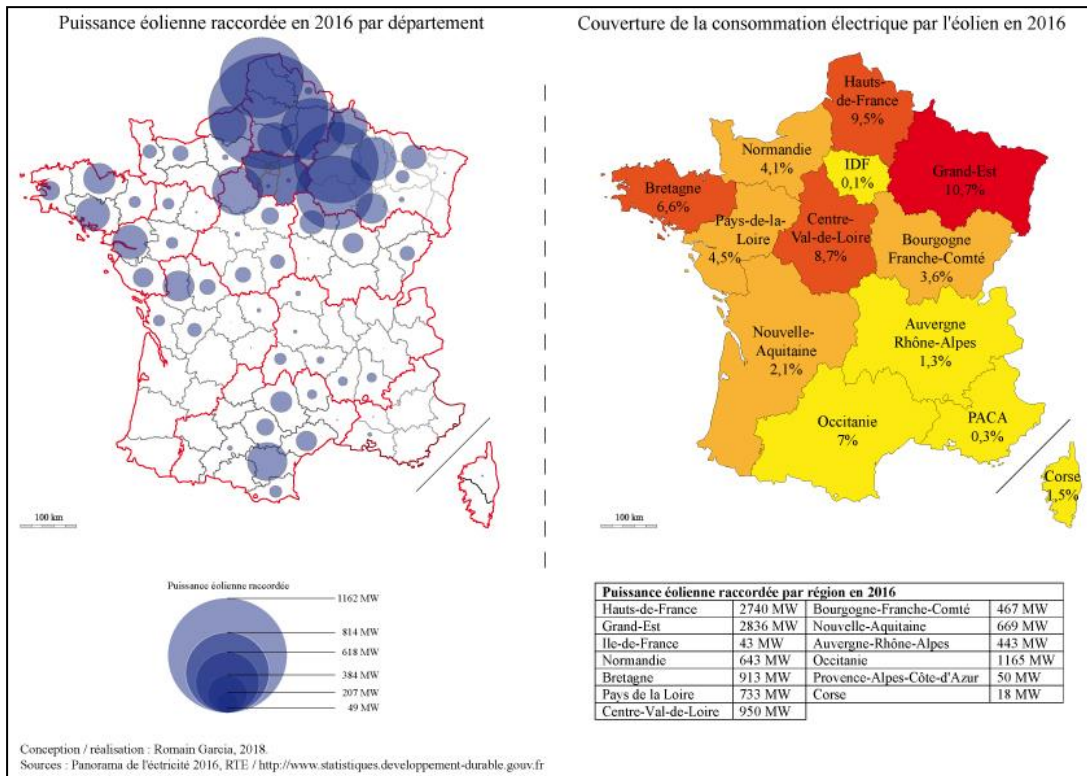 Puissance éolienne raccordée en 2016 par département
100 km
Puissance éolienne raccordée
1162 MW
814 MW
618 MW
384 MW
207 MW
49 MW
Couverture de la consommation électrique par l'éolien en 2016
Hauts-
de-France
9,5%
Normandie
4,1%
IDF
0,1%
Grand-Est
10,7%
Bretagne
6,6%
Pays-de-la-
Loire
4,5%
Centre-
Val-de-Loire
8,7%
Bourgogne
Franche-Comté
3,6%
Nouvelle-
Aquitaine
2,1%
Auvergne
Rhône-Alpes
1,3%
Occitanie
7%
PACA
0,3%
Corse
1,5%
100 km
Puissance éolienne raccordée par région en 2016
Hauts-de-France 2740 MW Bourgogne-Franche-Comté 467 MW
Grand-Est 2836 MW Nouvelle-Aquitaine 669 MW
Ile-de-France 43 MW Auvergne-Rhône-Alpes 443 MW
Normandie 643 MW Occitanie 1165 MW
Bretagne 913 MW Provence-Alpes-Côte-d'Azur 50 MW
Pays de la Loire 733 MW Corse 18 MW
Centre-Val-de-Loire 950 MW
Conception / réalisation : Romain Garcia, 2018.
Sources : Panorama de l'éctricité 2016, RTE / http://www.statistiques.developpement-durable.gouv.fr